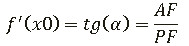 f'(x0) = tg(α) = AF/PF